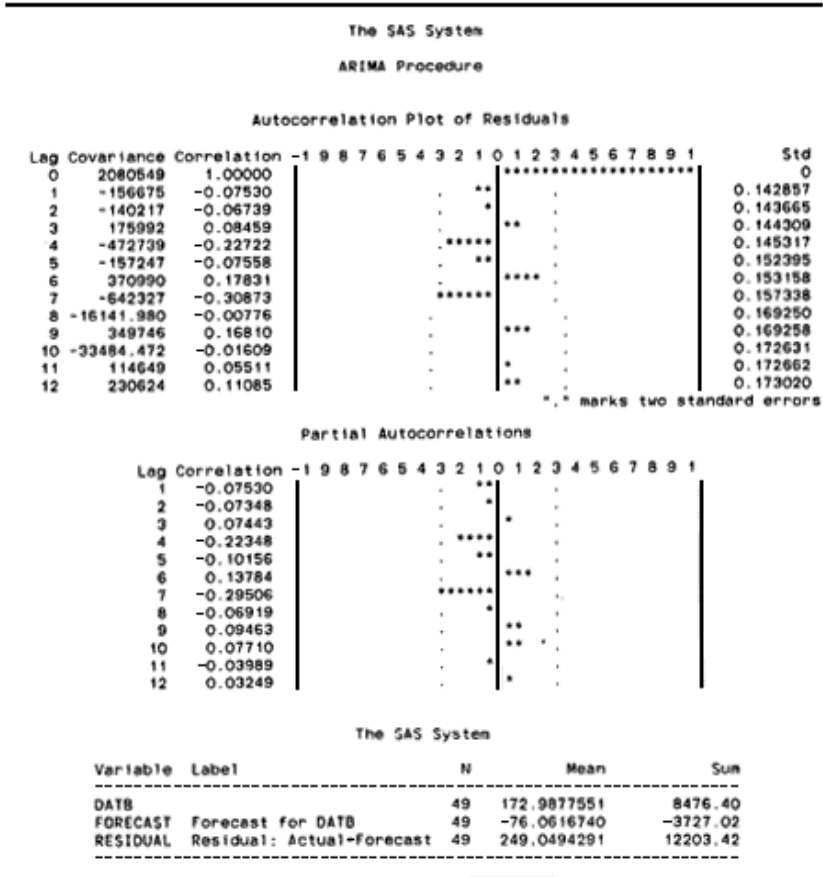 The SAS System
ARIMA Procedure
Autocorrelation Plot of Residuals
Lag Covariance Correlation -1 9 8 7 6 5 4 3 2 1 0 1 2 3 4 5 6 7 8 9 1 Std
0 2080549 1.00000 |********************| 0
1 -156675 -0.07530 . **| . 0.142857
2 -140217 -0.06739 . *| . 0.143665
3 175992 0.08459 . |** . 0.144309
4 -472739 -0.22722 . *****| . 0.145317
5 -157247 -0.07558 . **| . 0.152395
6 370990 0.17831 . |**** . 0.153158
7 -642327 -0.30873 ******| . 0.157338
8 -16141.980 -0.00776 . | . 0.169250
9 349746 0.16810 . |*** . 0.169258
10 -33484.472 -0.01609 . | . 0.172631
11 114649 0.05511 . |* . 0.172662
12 230624 0.11085 . |** . 0.173020
"." marks two standard errors
Partial Autocorrelations
Lag Correlation -1 9 8 7 6 5 4 3 2 1 0 1 2 3 4 5 6 7 8 9 1
1 -0.07530 . **| .
2 -0.07348 . *| .
3 0.07443 . |* .
4 -0.22348 . ****| .
5 -0.10156 . **| .
6 0.13784 . |*** .
7 -0.29506 ******| .
8 -0.06919 . *| .
9 0.09463 . |** .
10 0.07710 . |** .
11 -0.03989 . *| .
12 0.03249 . |* .
The SAS System
Variable Label N Mean Sum
DATB 49 172.9877551 8476.40
FORECAST Forecast for DATB 49 -76.0616740 -3727.02
RESIDUAL Residual: Actual-Forecast 49 249.0494291 12203.42